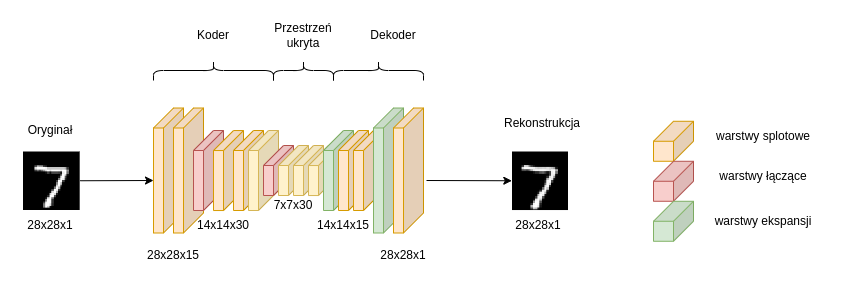 Koder
Przestrzeń
ukryta
Dekoder
Oryginał
28x28x1
28x28x15
14x14x30
7x7x30
14x14x15
28x28x1
Rekonstrukcja
28x28x1
warstwy splotowe
warstwy łączące
warstwy ekspansji